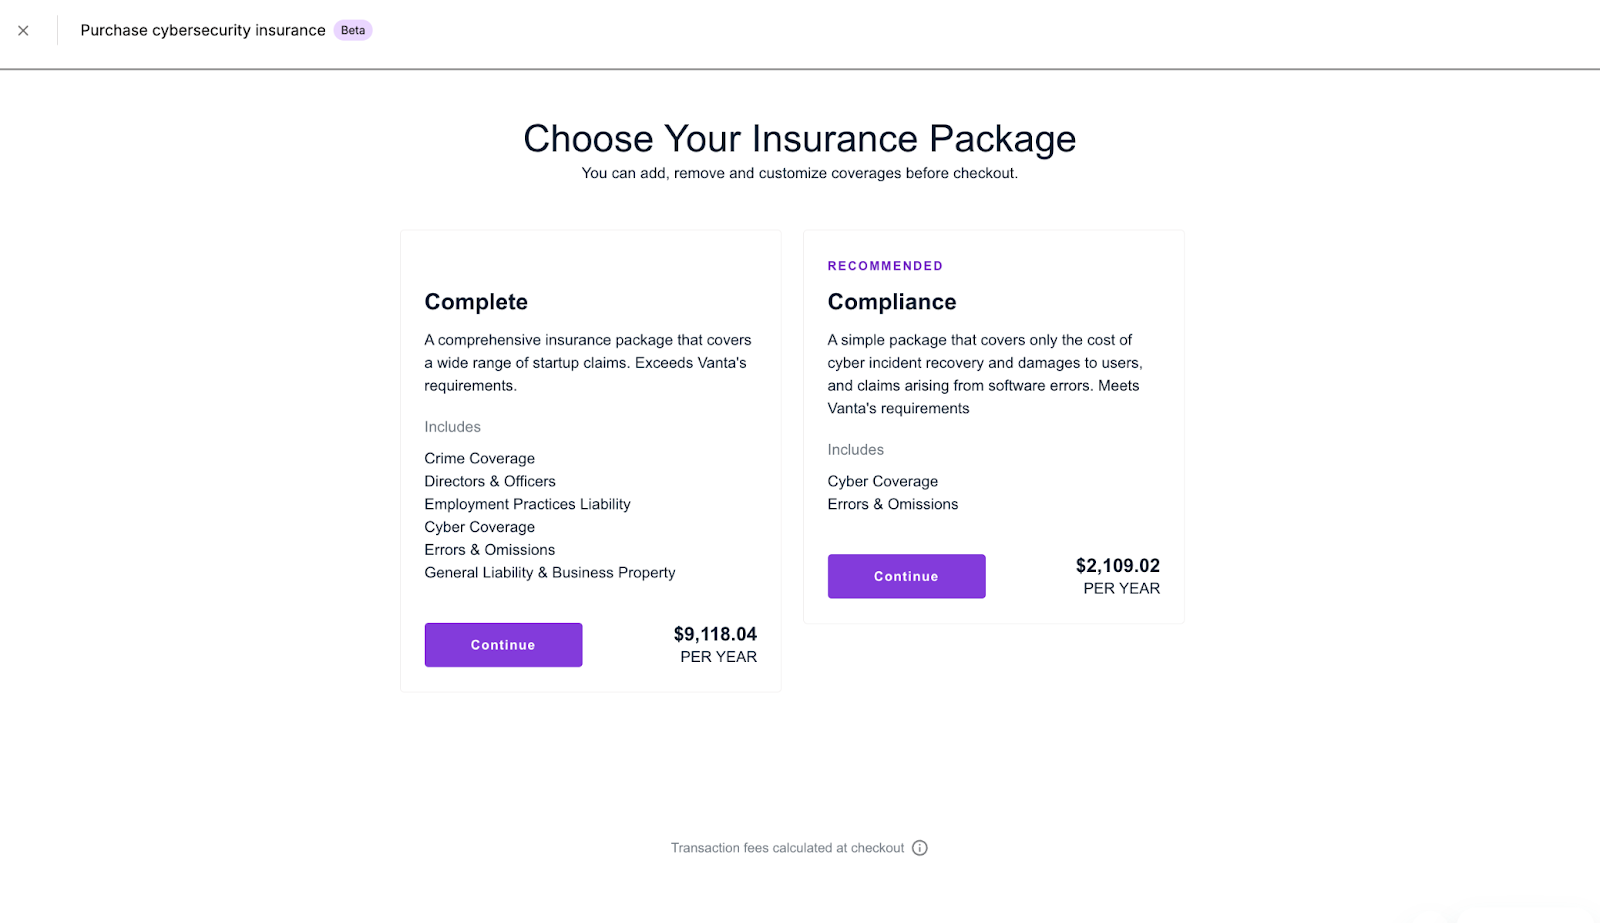 Purchase cybersecurity insurance Beta
Choose Your Insurance Package
You can add, remove and customize coverages before checkout.
Complete
A comprehensive insurance package that covers
a wide range of startup claims. Exceeds Vanta's
requirements.
Includes
Crime Coverage
Directors & Officers
Employment Practices Liability
Cyber Coverage
Errors & Omissions
General Liability & Business Property
Continue
$9,118.04
PER YEAR
RECOMMENDED
Compliance
A simple package that covers only the cost of
cyber incident recovery and damages to users,
and claims arising from software errors. Meets
Vanta's requirements
Includes
Cyber Coverage
Errors & Omissions
Continue
$2,109.02
PER YEAR
Transaction fees calculated at checkout